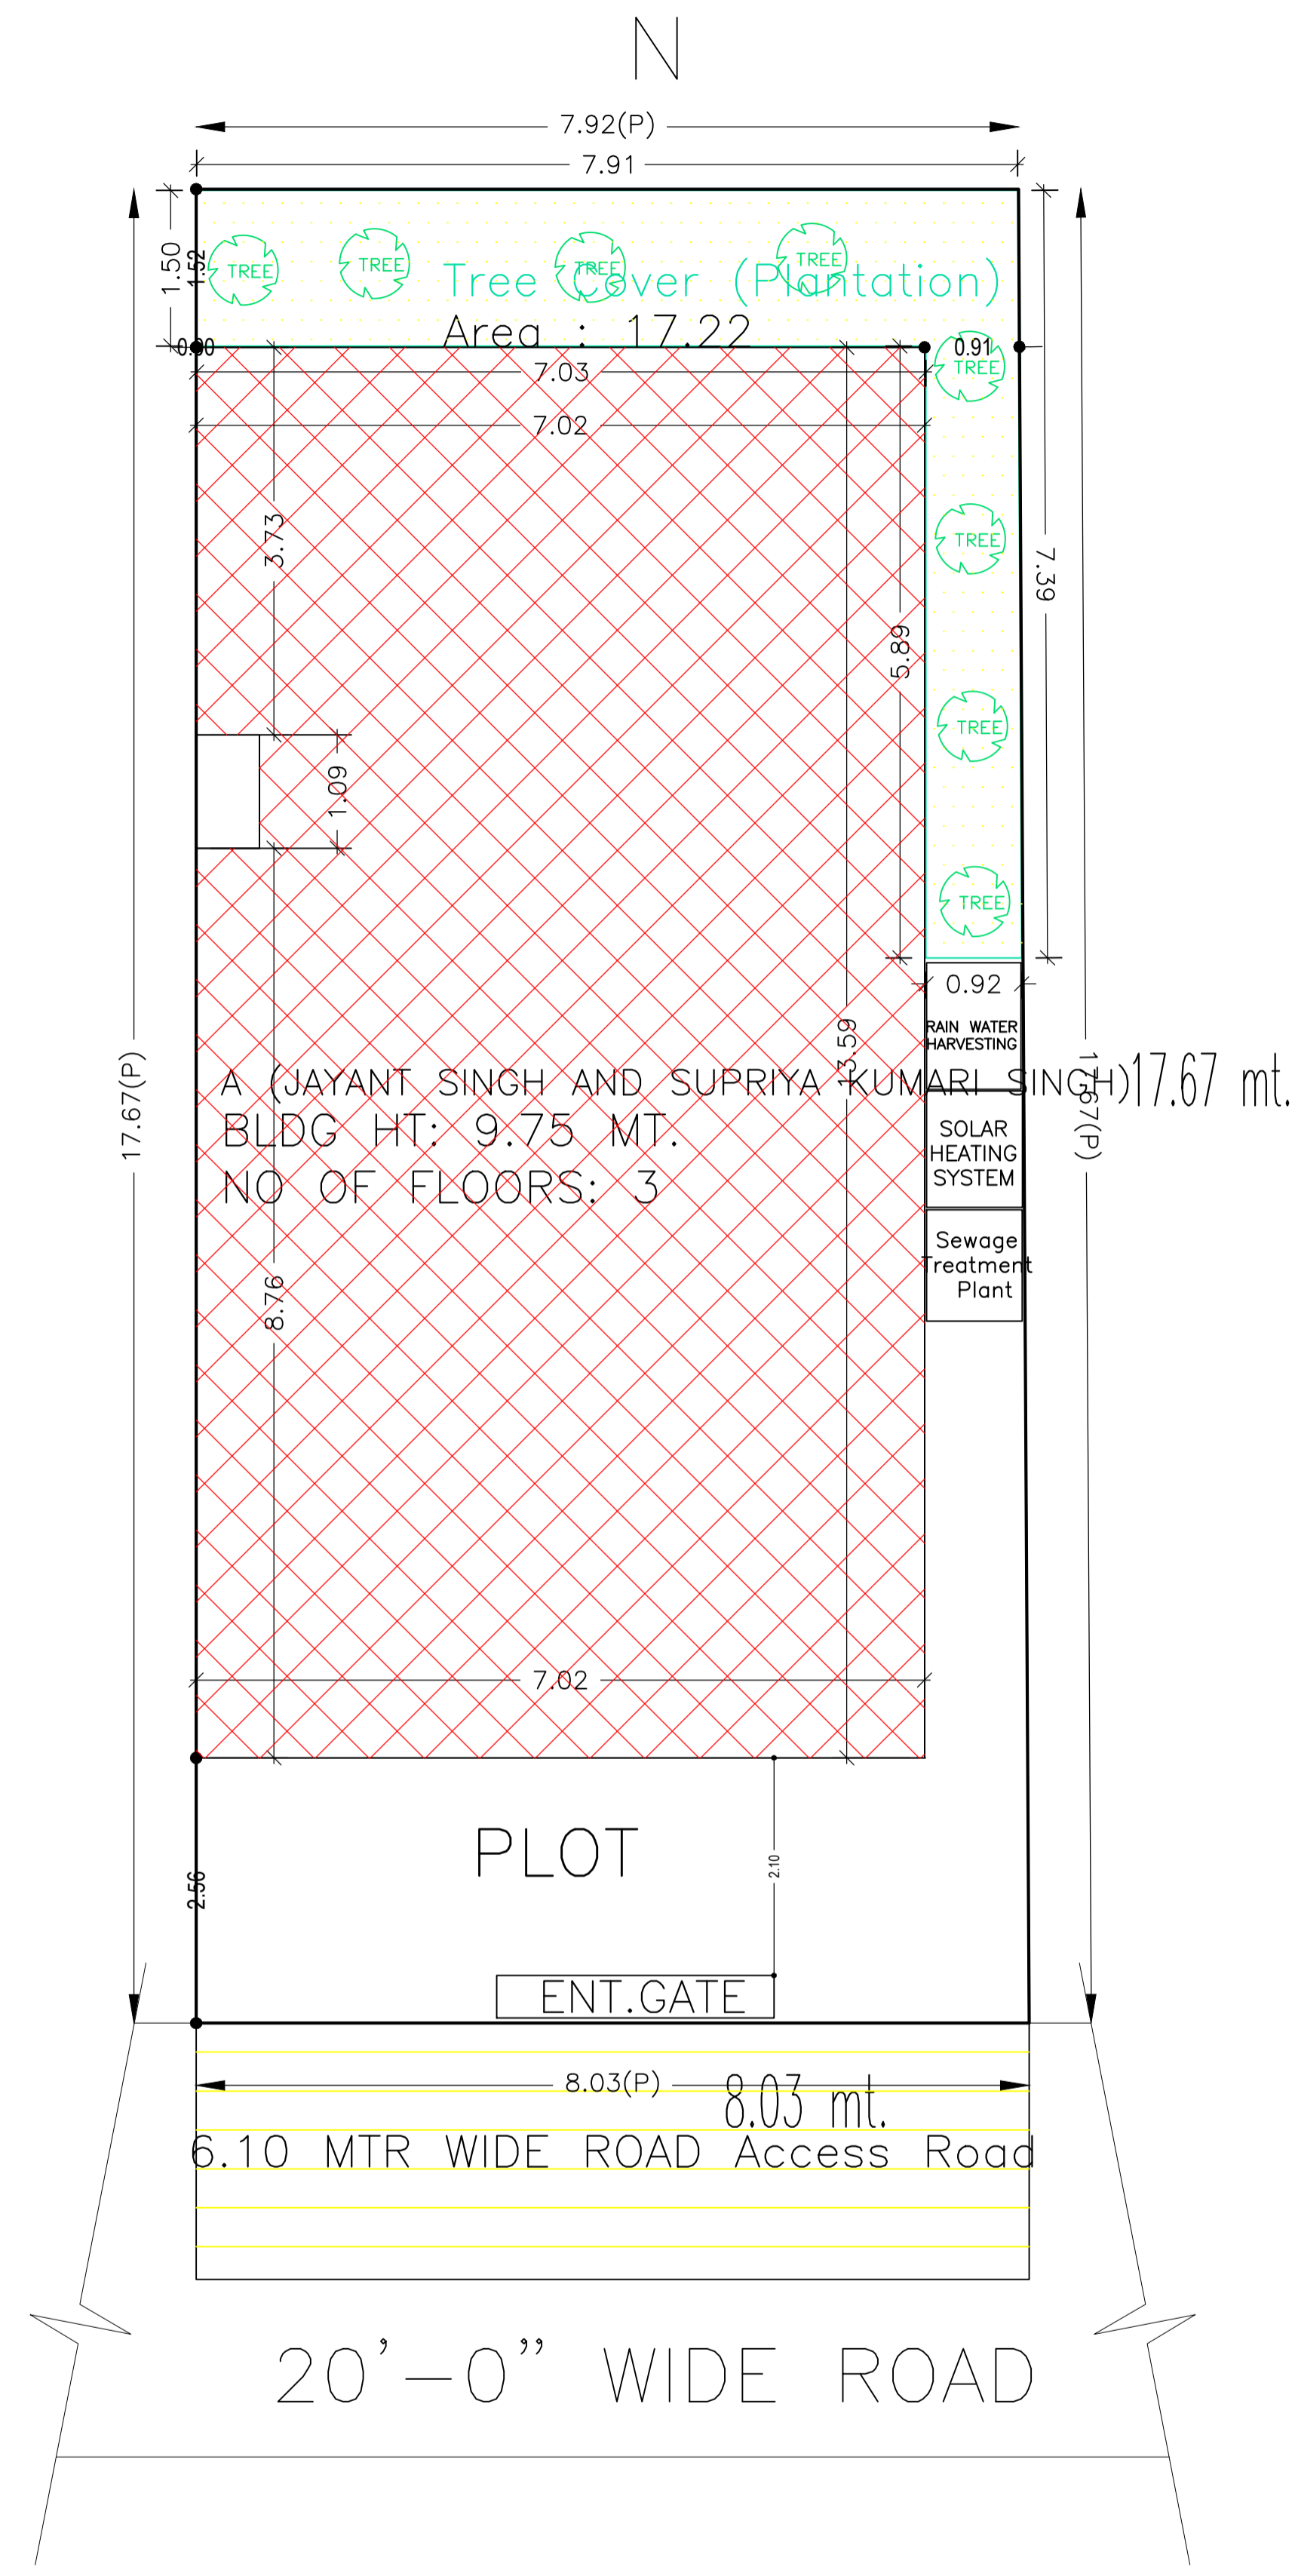 N
7.92(P)
7.91
1.50
1.52
TREE
TREE
TREE
TREE
Tree Cover (Plantation)
Area : 17.22
0.00
0.91
TREE
7.03
7.02
3.73
TREE
7.39
5.89
TREE
1.09
TREE
0.92
RAIN WATER
HARVESTING
13.59
17.67(P)
A (JAYANT SINGH AND SUPRIYA KUMARI SINGH)
17.67(P)
17.67 mt.
BLDG HT: 9.75 MT.
NO OF FLOORS: 3
SOLAR
HEATING
SYSTEM
Sewage
Treatment
Plant
8.76
7.02
PLOT
2.10
2.56
ENT.GATE
8.03(P)
8.03 mt.
6.10 MTR WIDE ROAD Access Road
20'-0" WIDE ROAD